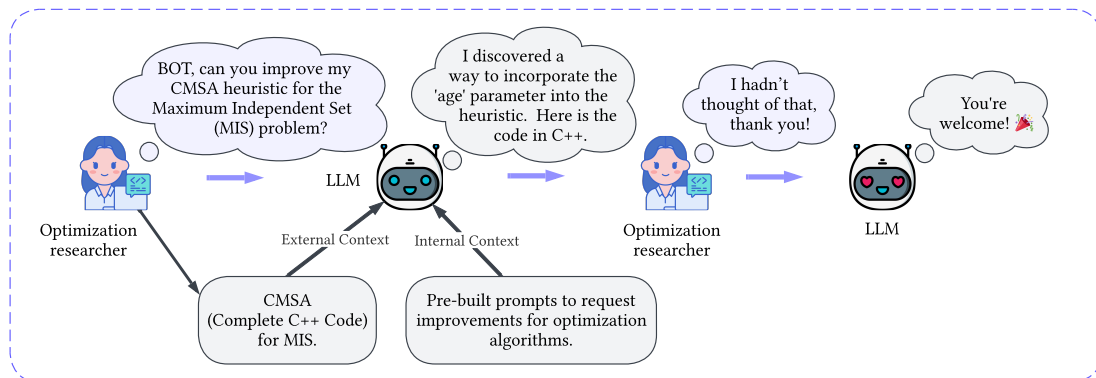 BOT, can you improve my
CMSA heuristic for the
Maximum Independent Set
(MIS) problem?
I discovered a
way to incorporate the
'age' parameter into the
heuristic. Here is the
code in C++.
I hadn't
thought of that,
thank you!
You're
welcome! 🎉
LLM
Optimization
researcher
Optimization
researcher
LLM
External Context
Internal Context
CMSA
(Complete C++ Code)
for MIS.
Pre-built prompts to request
improvements for optimization
algorithms.